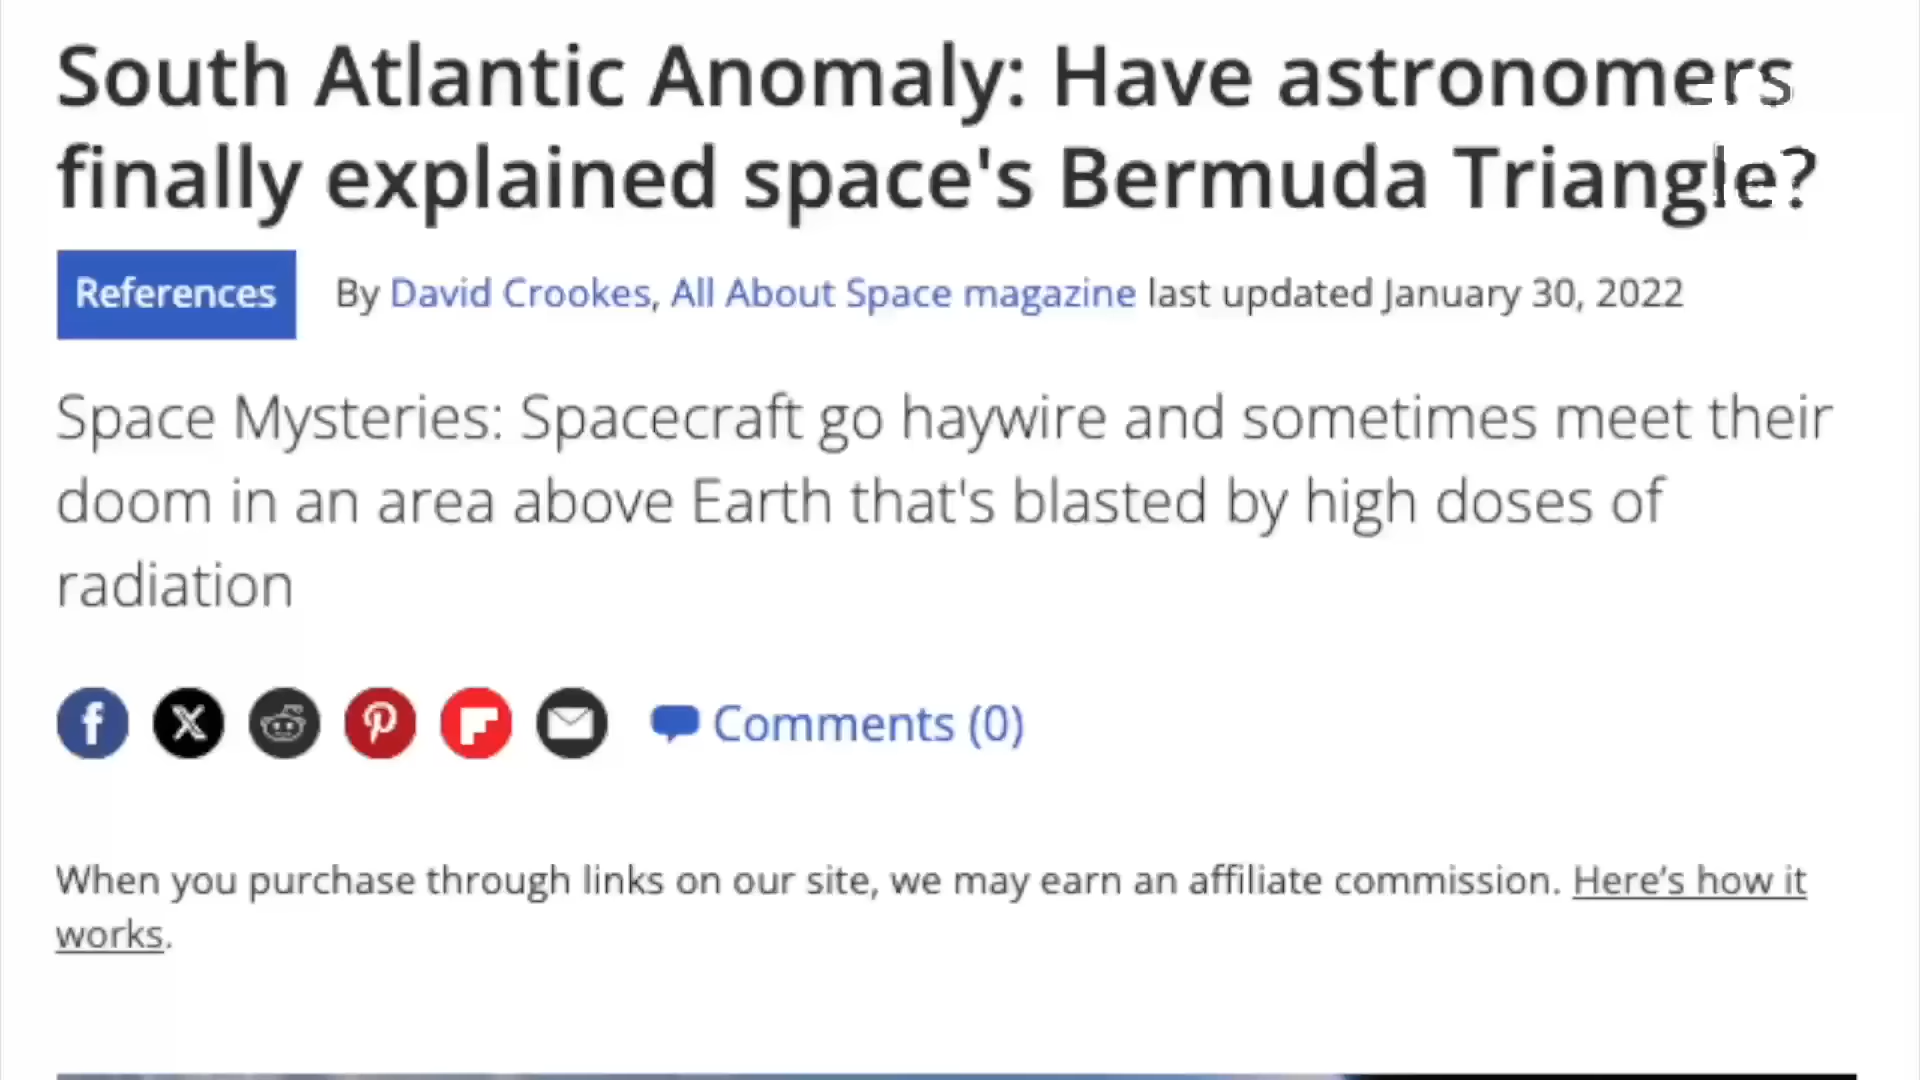 South Atlantic Anomaly: Have astronomers
finally explained space's Bermuda Triangle?
References By David Crookes, All About Space magazine last updated January 30, 2022
Space Mysteries: Spacecraft go haywire and sometimes meet their
doom in an area above Earth that's blasted by high doses of
radiation
Comments (0)
When you purchase through links on our site, we may earn an affiliate commission. Here’s how it
works.